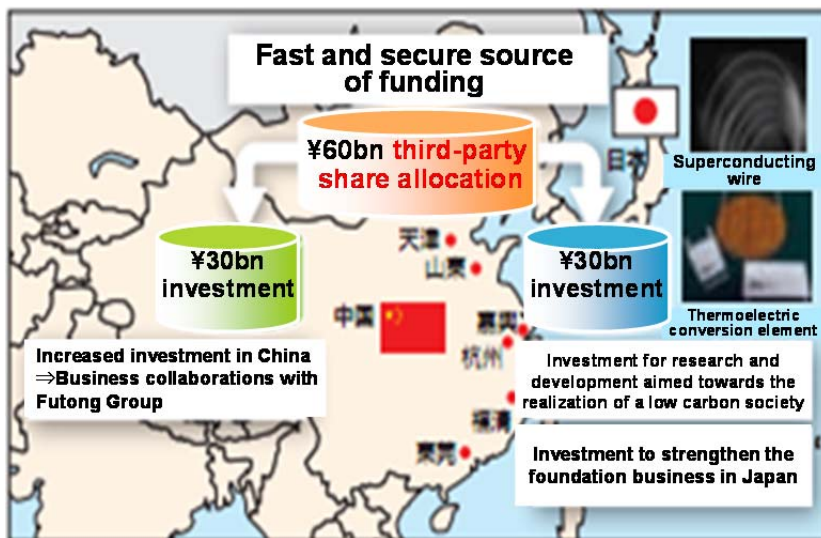 Fast and secure source
of funding
¥60bn third-party
share allocation
日本
Superconducting
wire
¥30bn
investment
¥30bn
investment
天津
山東
中国
嘉興
杭州
福清
東莞
Thermoelectric
conversion element
Increased investment in China
⇒Business collaborations with
Futong Group
Investment for research and
development aimed towards the
realization of a low carbon society
Investment to strengthen the
foundation business in Japan